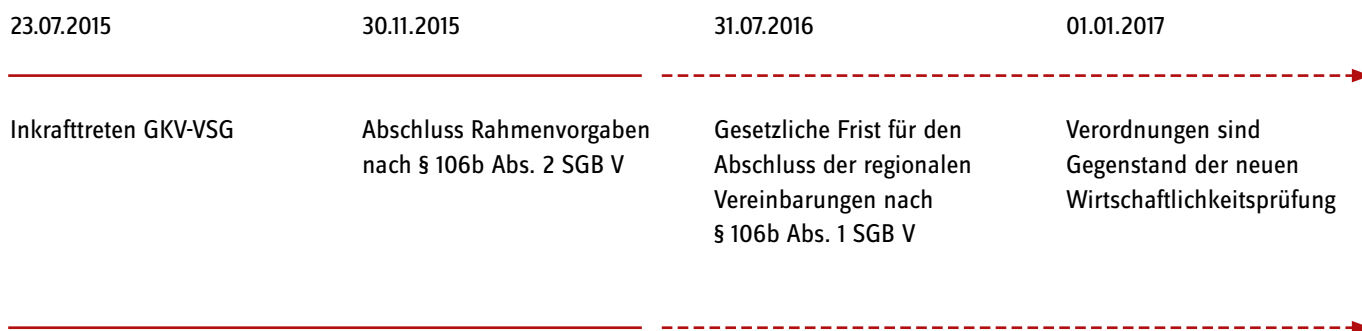 23.07.2015
30.11.2015
31.07.2016
01.01.2017
Inkrafttreten GKV-VSG
Abschluss Rahmenvorgaben
nach § 106b Abs. 2 SGB V
Gesetzliche Frist für den
Abschluss der regionalen
Vereinbarungen nach
§ 106b Abs. 1 SGB V
Verordnungen sind
Gegenstand der neuen
Wirtschaftlichkeitsprüfung